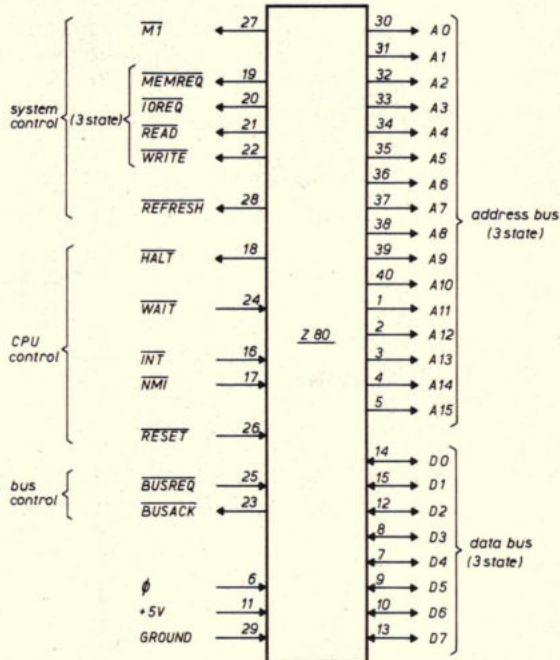 M1 27
system control
(3 state)
MEMREQ 19
IOREQ 20
READ 21
WRITE 22
REFRESH 28
CPU control
HALT 18
WAIT 24
INT 16
NMI 17
RESET 26
bus control
BUSREQ 25
BUSACK 23
ϕ 6
+5V 11
GROUND 29
Z 80
30 A0
31 A1
32 A2
33 A3
34 A4
35 A5
36 A6
37 A7
38 A8
39 A9
40 A10
1 A11
2 A12
3 A13
4 A14
5 A15
address bus
(3 state)
14 D0
15 D1
12 D2
8 D3
7 D4
9 D5
10 D6
13 D7
data bus
(3 state)